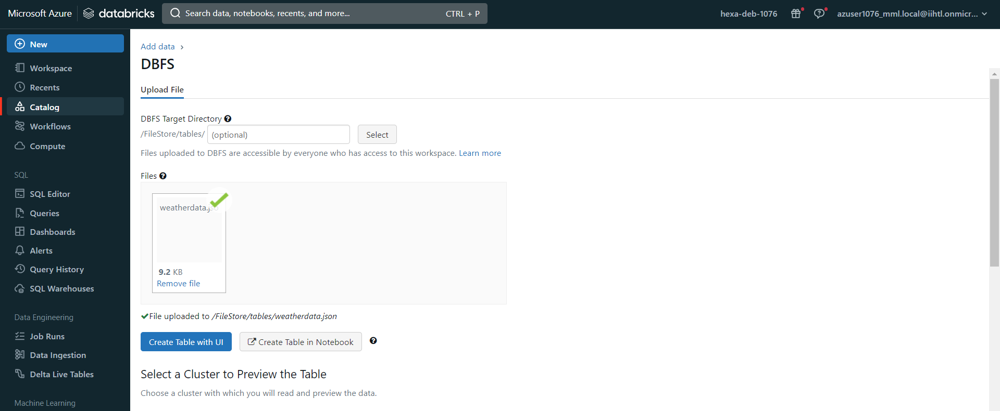 Microsoft Azure databricks Search data, notebooks, recents, and more... CTRL + P hexa-deb-1076 azuser1076_mml.local@iihtl.onmicr...
New
Workspace
Recents
Catalog
Workflows
Compute
SQL
SQL Editor
Queries
Dashboards
Alerts
Query History
SQL Warehouses
Data Engineering
Job Runs
Data Ingestion
Delta Live Tables
Machine Learning
Add data ›
DBFS
Upload File
DBFS Target Directory
/FileStore/tables/ (optional) Select
Files uploaded to DBFS are accessible by everyone who has access to this workspace. Learn more
Files
weatherdata.jso
9.2 KB
Remove file
File uploaded to /FileStore/tables/weatherdata.json
Create Table with UI Create Table in Notebook
Select a Cluster to Preview the Table
Choose a cluster with which you will read and preview the data.